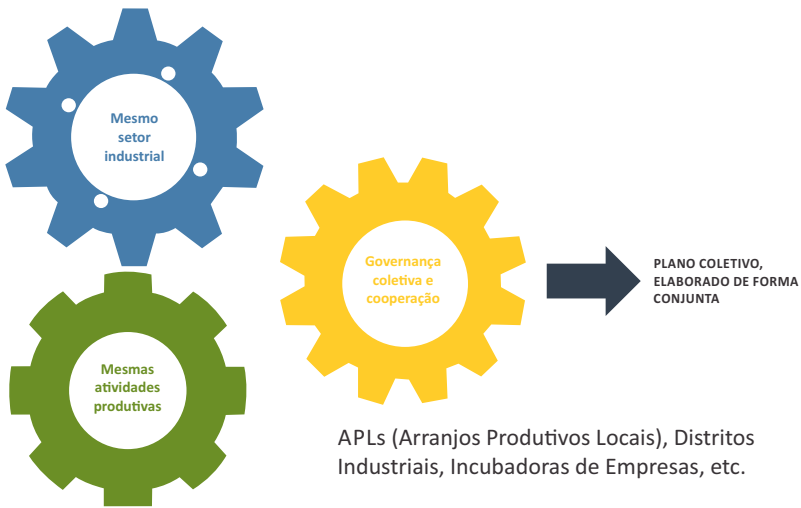 Mesmo
setor
industrial
Mesmas
atividades
produtivas
Governança
coletiva e
cooperação
PLANO COLETIVO,
ELABORADO DE FORMA
CONJUNTA
APLs (Arranjos Produtivos Locais), Distritos
Industriais, Incubadoras de Empresas, etc.